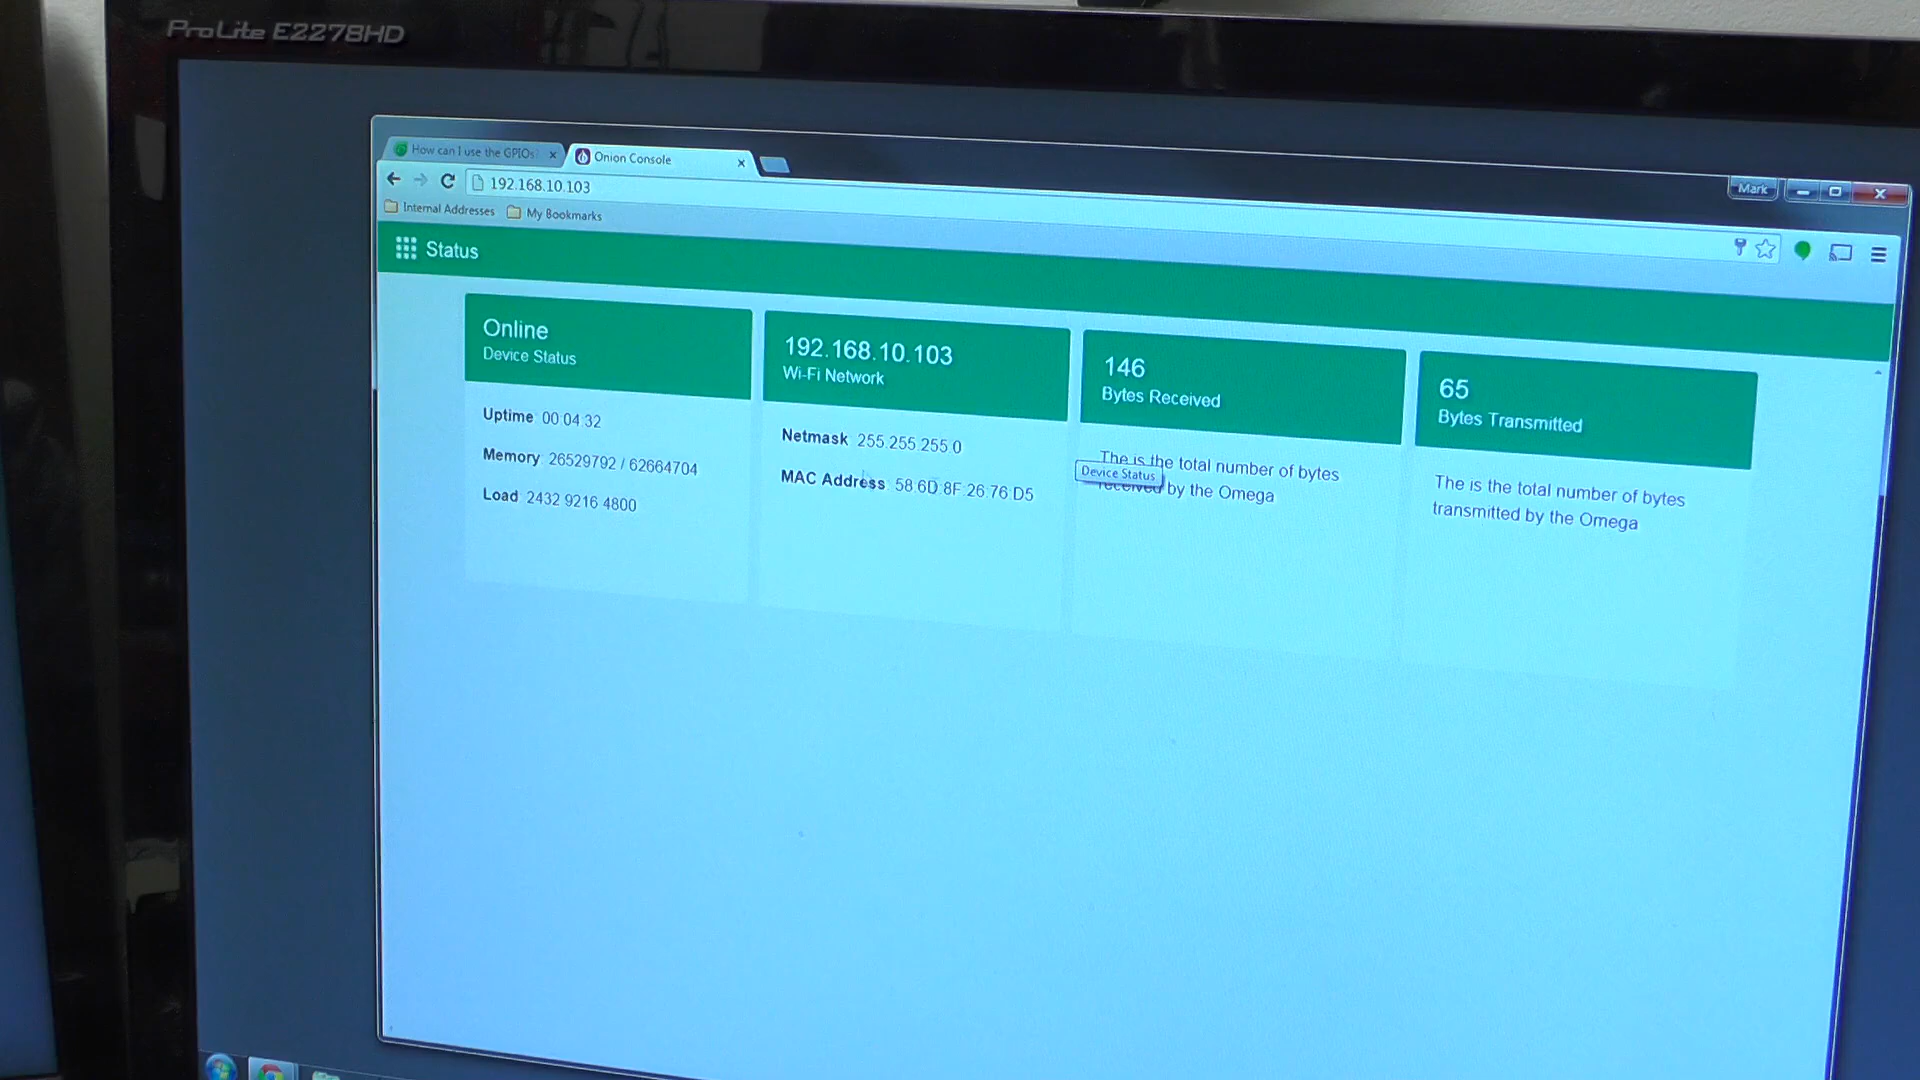 ProLite E2278HD
How can I use the GPIOs?
Onion Console
Mark
192.168.10.103
Internal Addresses
My Bookmarks
Status
Online
Device Status
Uptime 00:04:32
Memory 26529792 / 62664704
Load 2432 9216 4800
192.168.10.103
Wi-Fi Network
Netmask 255.255.255.0
MAC Address 58:6D:8F:26:76:D5
146
Bytes Received
The is the total number of bytes
received by the Omega
Device Status
65
Bytes Transmitted
The is the total number of bytes
transmitted by the Omega